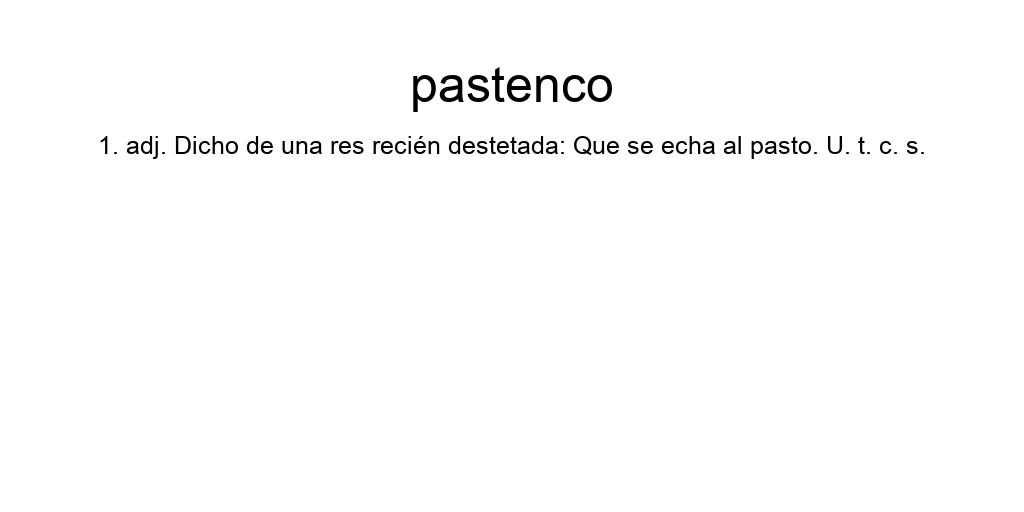 pastenco
1. adj. Dicho de una res recién destetada: Que se echa al pasto. U. t. c. s.